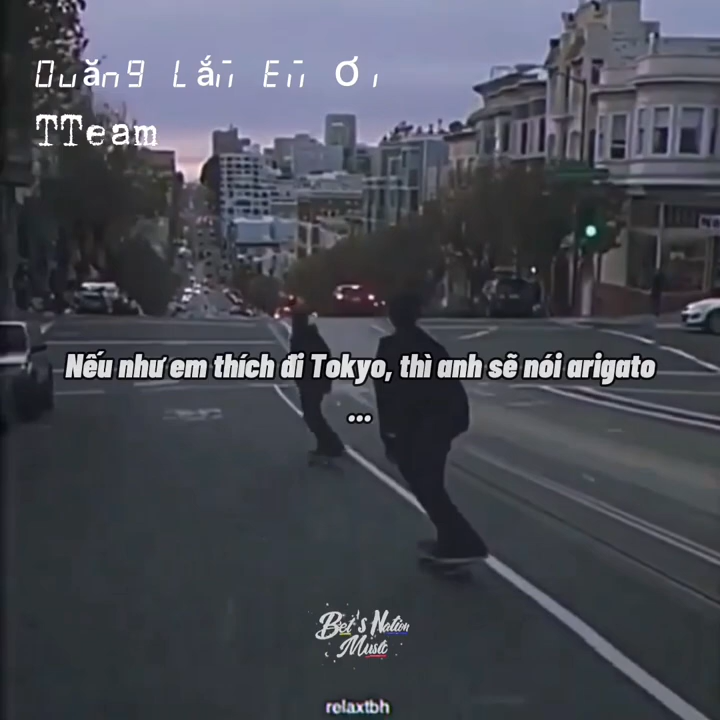 Quăng Lắm Em Ơi
TTeam
Nếu như em thích đi Tokyo, thì anh sẽ nói arigato
...
Bet's Nation
Music
relaxtbh